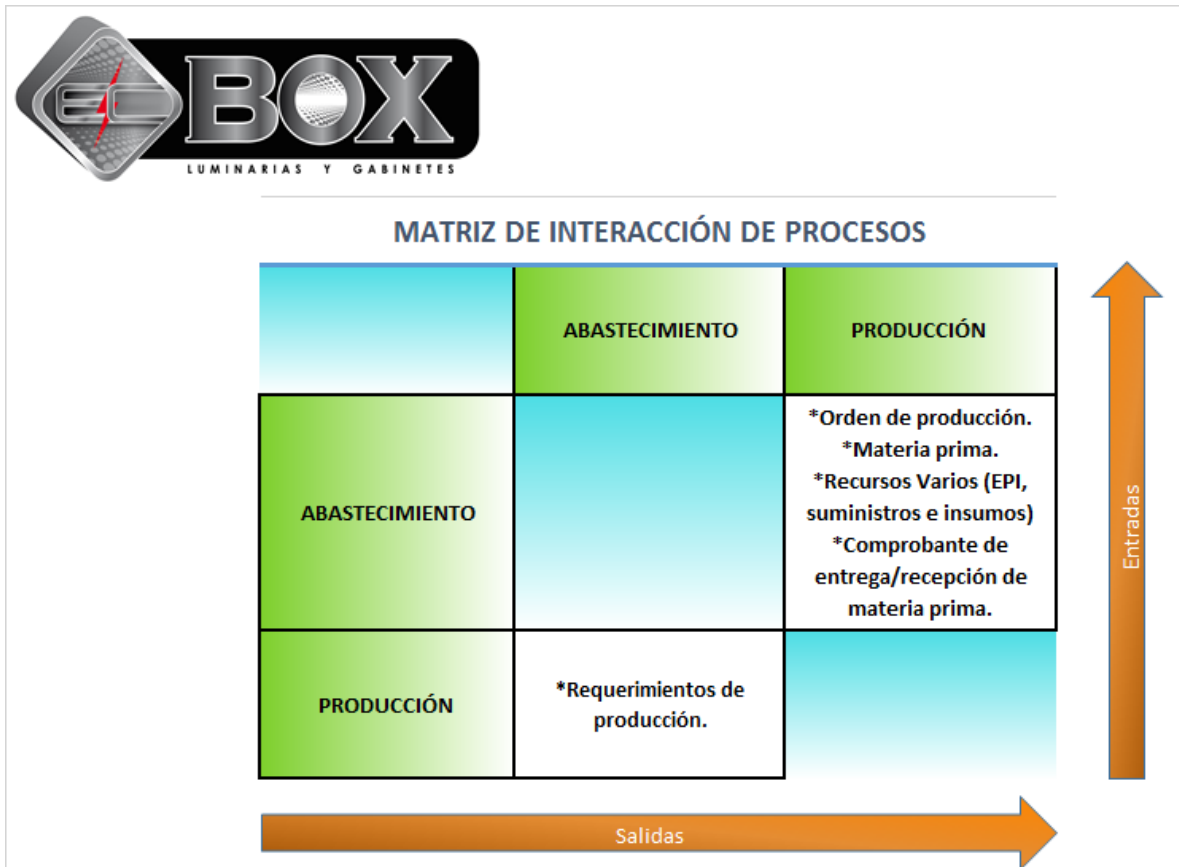 EC BOX
LUMINARIAS Y GABINETES
MATRIZ DE INTERACCIÓN DE PROCESOS
ABASTECIMIENTO
PRODUCCIÓN
ABASTECIMIENTO
*Orden de producción.
*Materia prima.
*Recursos Varios (EPI,
suministros e insumos)
*Comprobante de
entrega/recepción de
materia prima.
PRODUCCIÓN
*Requerimientos de
producción.
Entradas
Salidas